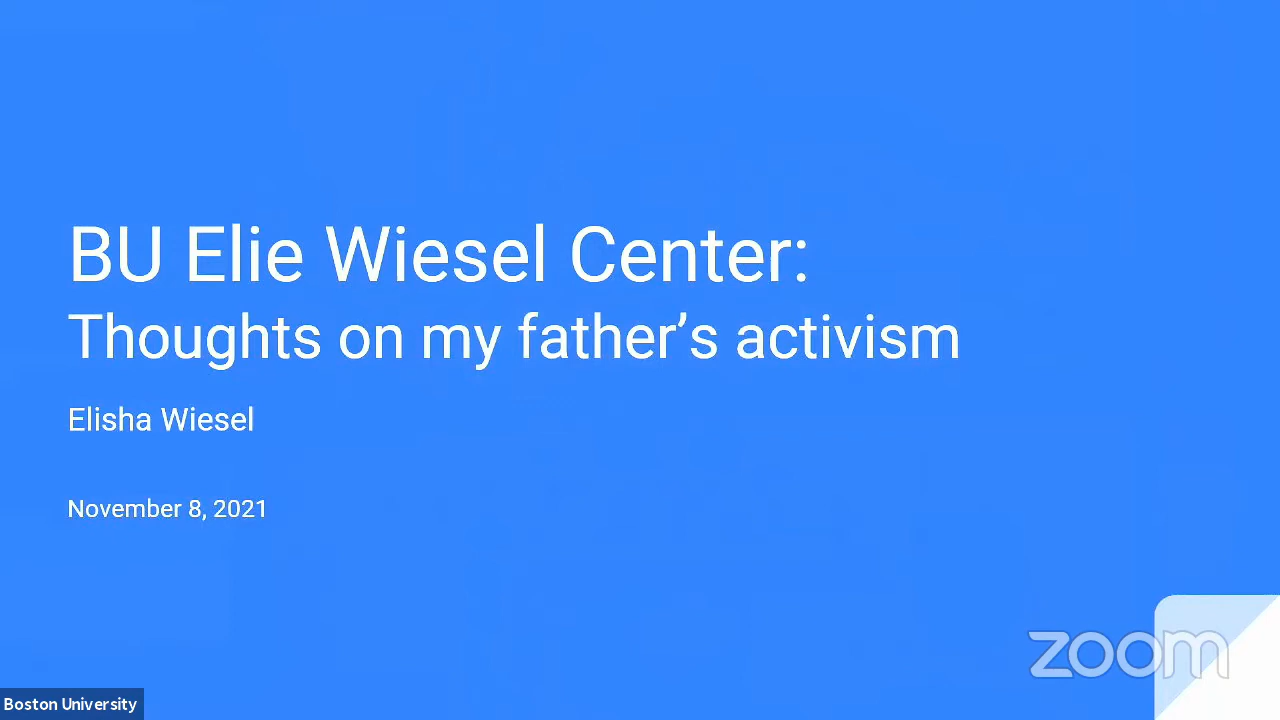 BU Elie Wiesel Center:
Thoughts on my father’s activism
Elisha Wiesel
November 8, 2021
zoom
Boston University